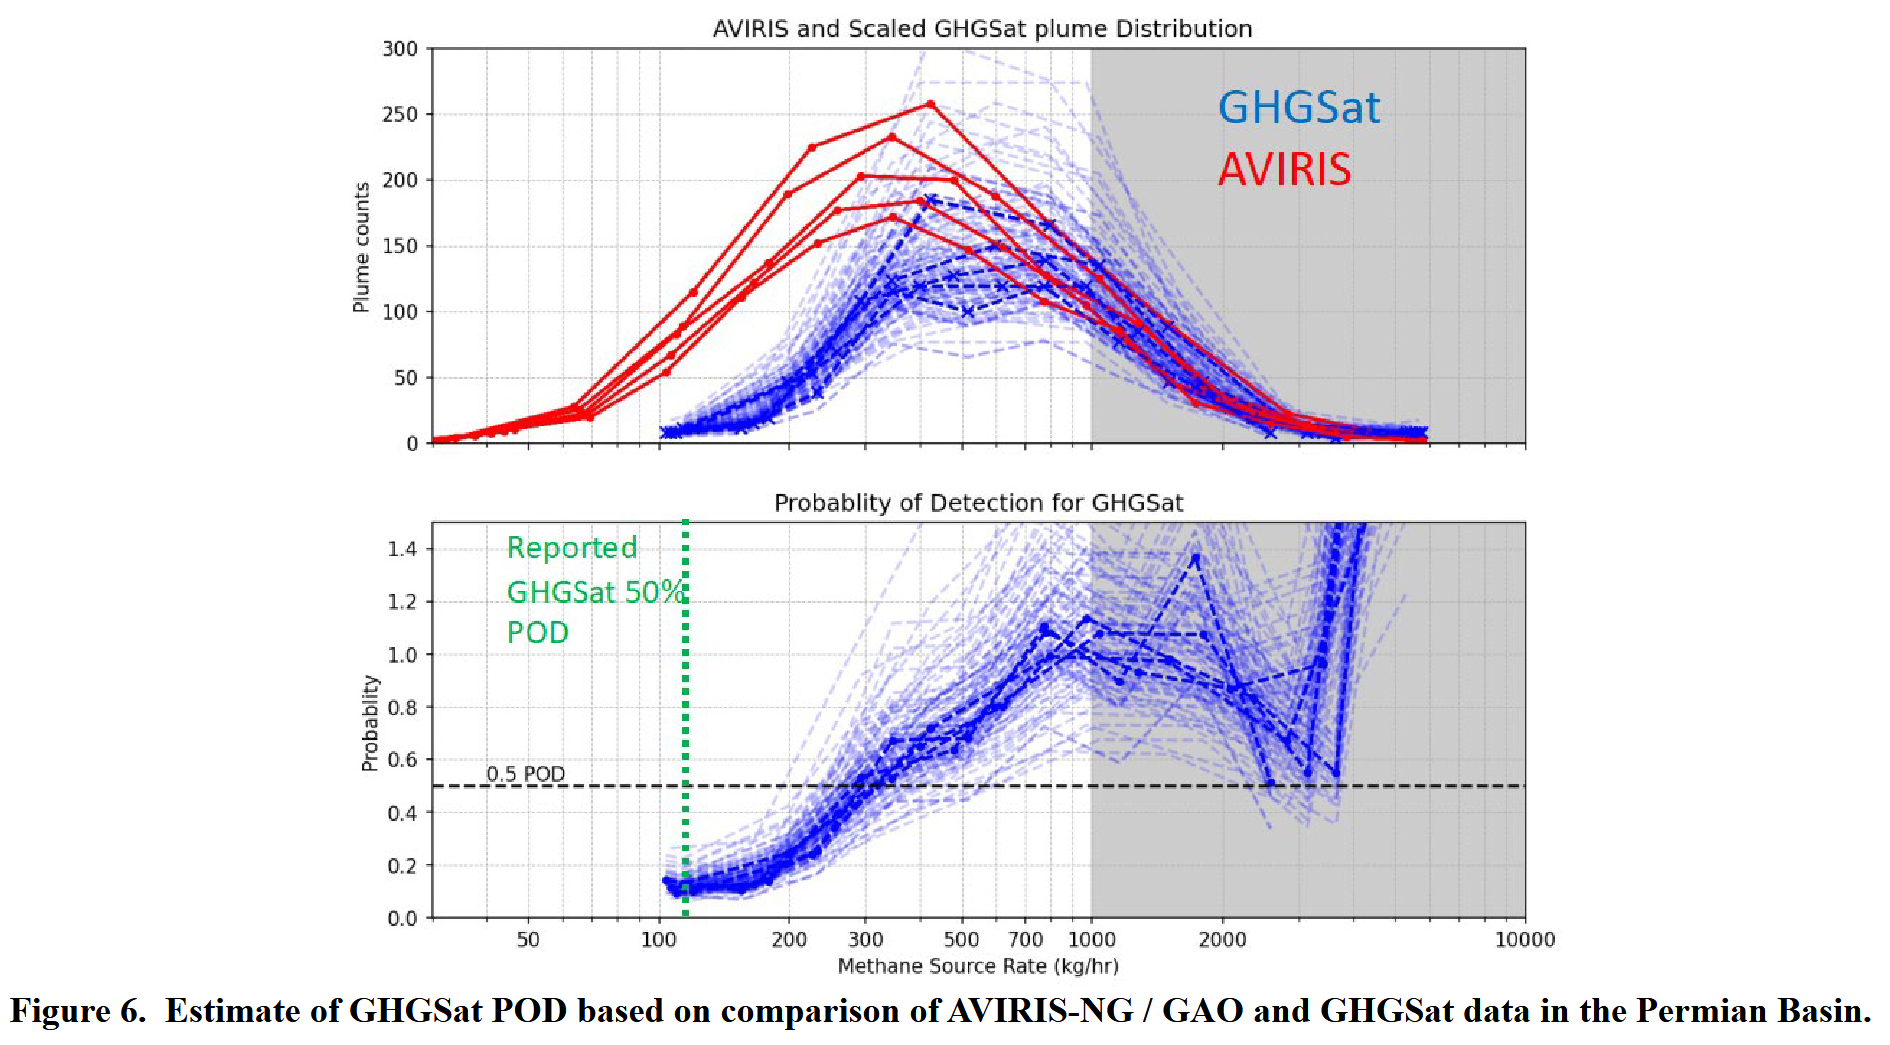 AVIRIS and Scaled GHGSat plume Distribution
300
250
200
150
100
50
0
Plume counts
GHGSat
AVIRIS
Probablity of Detection for GHGSat
1.4
1.2
1.0
0.8
0.6
0.4
0.2
0.0
Probablity
Reported
GHGSat 50%
POD
0.5 POD
50 100 200 300 500 700 1000 2000 10000
Methane Source Rate (kg/hr)
Figure 6. Estimate of GHGSat POD based on comparison of AVIRIS-NG / GAO and GHGSat data in the Permian Basin.